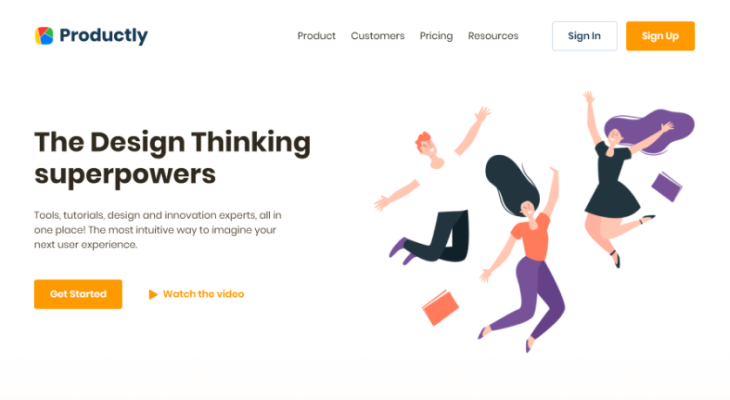 Productly
Product Customers Pricing Resources Sign In Sign Up
The Design Thinking
superpowers
Tools, tutorials, design and innovation experts, all in
one place! The most intuitive way to imagine your
next user experience.
Get Started Watch the video